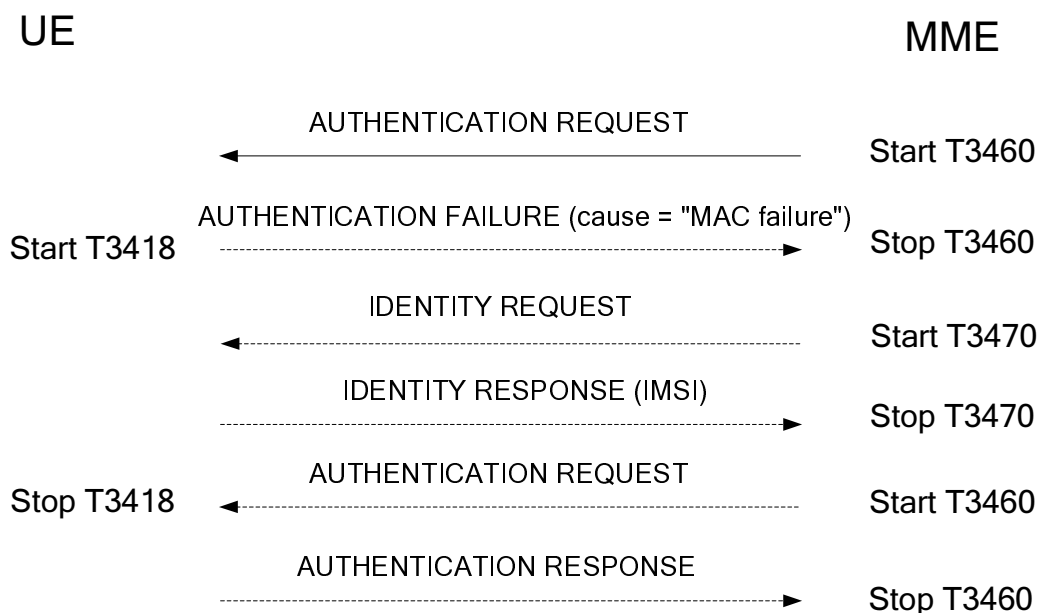 UE
MME
AUTHENTICATION REQUEST
Start T3460
AUTHENTICATION FAILURE (cause = "MAC failure")
Start T3418
Stop T3460
IDENTITY REQUEST
Start T3470
IDENTITY RESPONSE (IMSI)
Stop T3470
AUTHENTICATION REQUEST
Stop T3418
Start T3460
AUTHENTICATION RESPONSE
Stop T3460